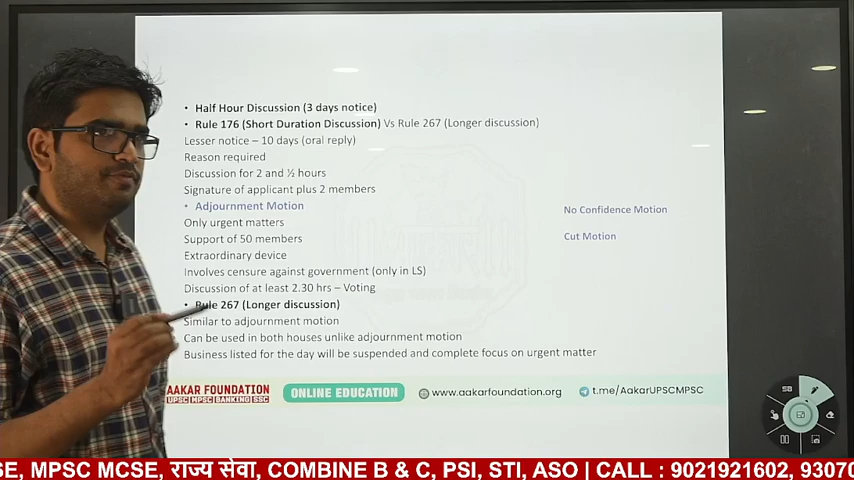 • Half Hour Discussion (3 days notice)
• Rule 176 (Short Duration Discussion) Vs Rule 267 (Longer discussion)
Lesser notice – 10 days (oral reply)
Reason required
Discussion for 2 and ½ hours
Signature of applicant plus 2 members
• Adjournment Motion
Only urgent matters
Support of 50 members
Extraordinary device
Involves censure against government (only in LS)
Discussion of at least 2.30 hrs – Voting
• Rule 267 (Longer discussion)
Similar to adjournment motion
Can be used in both houses unlike adjournment motion
Business listed for the day will be suspended and complete focus on urgent matter
No Confidence Motion
Cut Motion
AAKAR FOUNDATION
UPSC MPSC BANKING SSC
ONLINE EDUCATION
www.aakarfoundation.org
t.me/AakarUPSCMPSC
SE, MPSC MCSE, राज्य सेवा, COMBINE B & C, PSI, STI, ASO | CALL : 9021921602, 9307